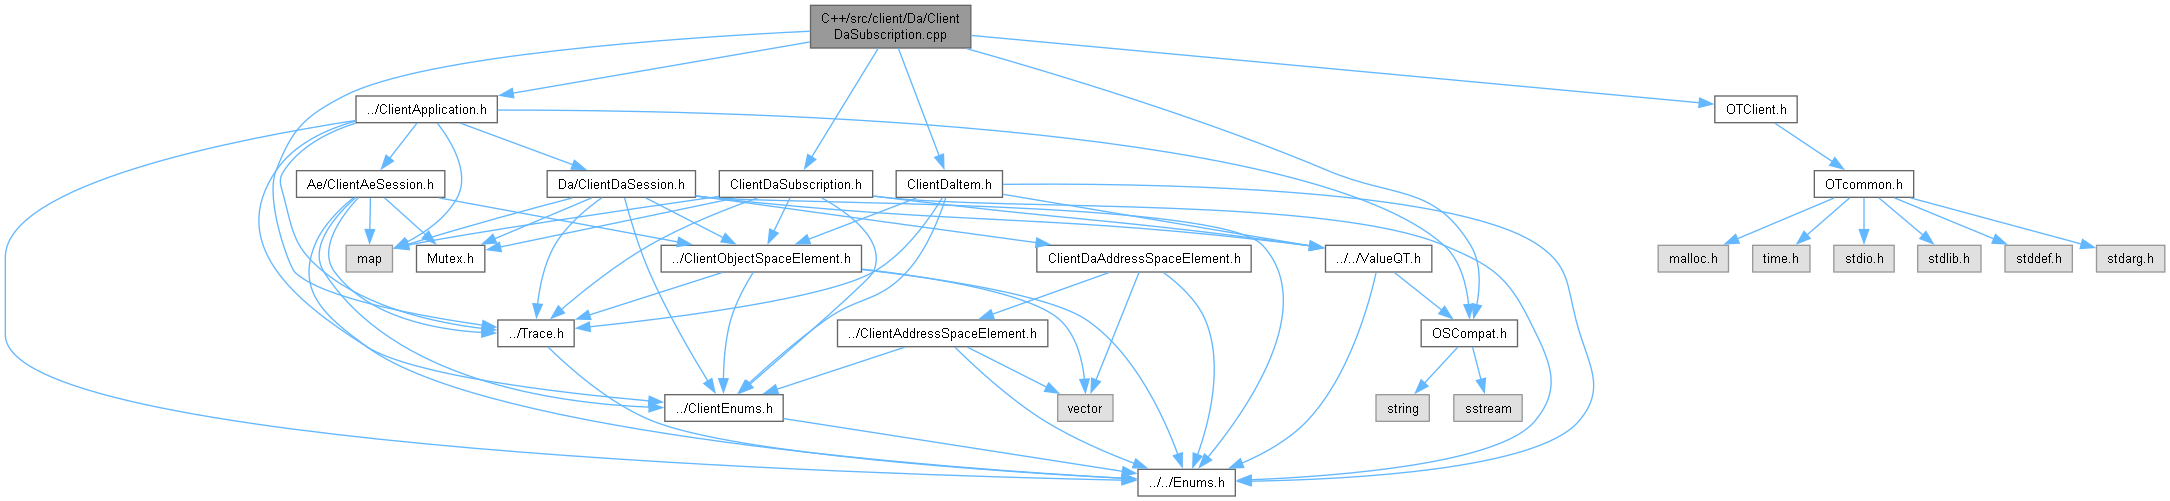 C++/src/client/Da/Client
DaSubscription.cpp
../ClientApplication.h
OTClient.h
Ae/ClientAeSession.h
Da/ClientDaSession.h
ClientDaSubscription.h
ClientDaItem.h
OTcommon.h
map
Mutex.h
../ClientObjectSpaceElement.h
ClientDaAddressSpaceElement.h
../../ValueQT.h
malloc.h
time.h
stdio.h
stdlib.h
stddef.h
stdarg.h
../Trace.h
../ClientAddressSpaceElement.h
OSCompat.h
../ClientEnums.h
vector
string
sstream
../../Enums.h